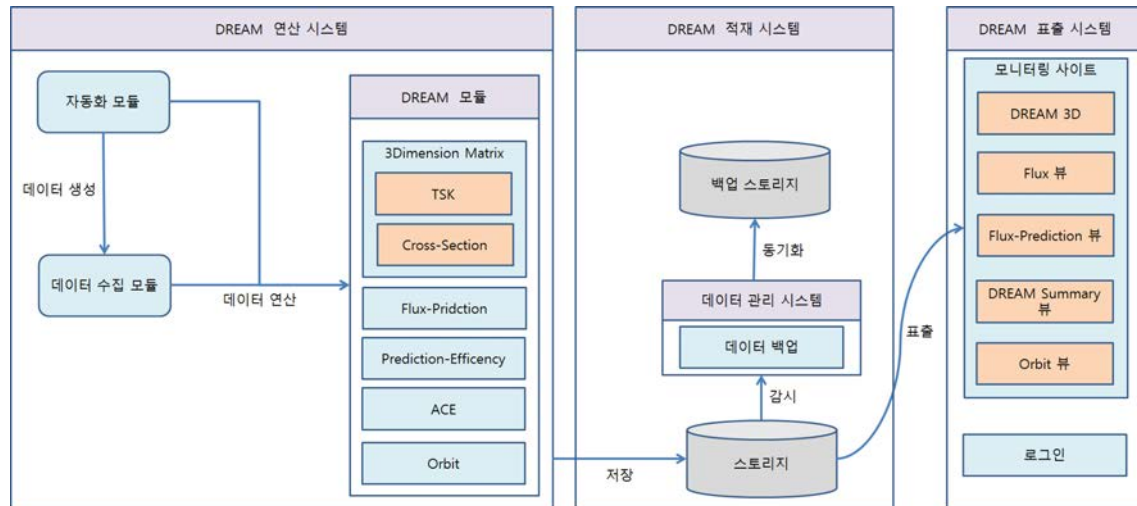 DREAM 연산 시스템
자동화 모듈
데이터 생성
데이터 수집 모듈
데이터 연산
DREAM 모듈
3Dimension Matrix
TSK
Cross-Section
Flux-Pridction
Prediction-Efficency
ACE
Orbit
저장
DREAM 적재 시스템
백업 스토리지
동기화
데이터 관리 시스템
데이터 백업
감시
스토리지
표출
DREAM 표출 시스템
모니터링 사이트
DREAM 3D
Flux 뷰
Flux-Prediction 뷰
DREAM Summary
뷰
Orbit 뷰
로그인